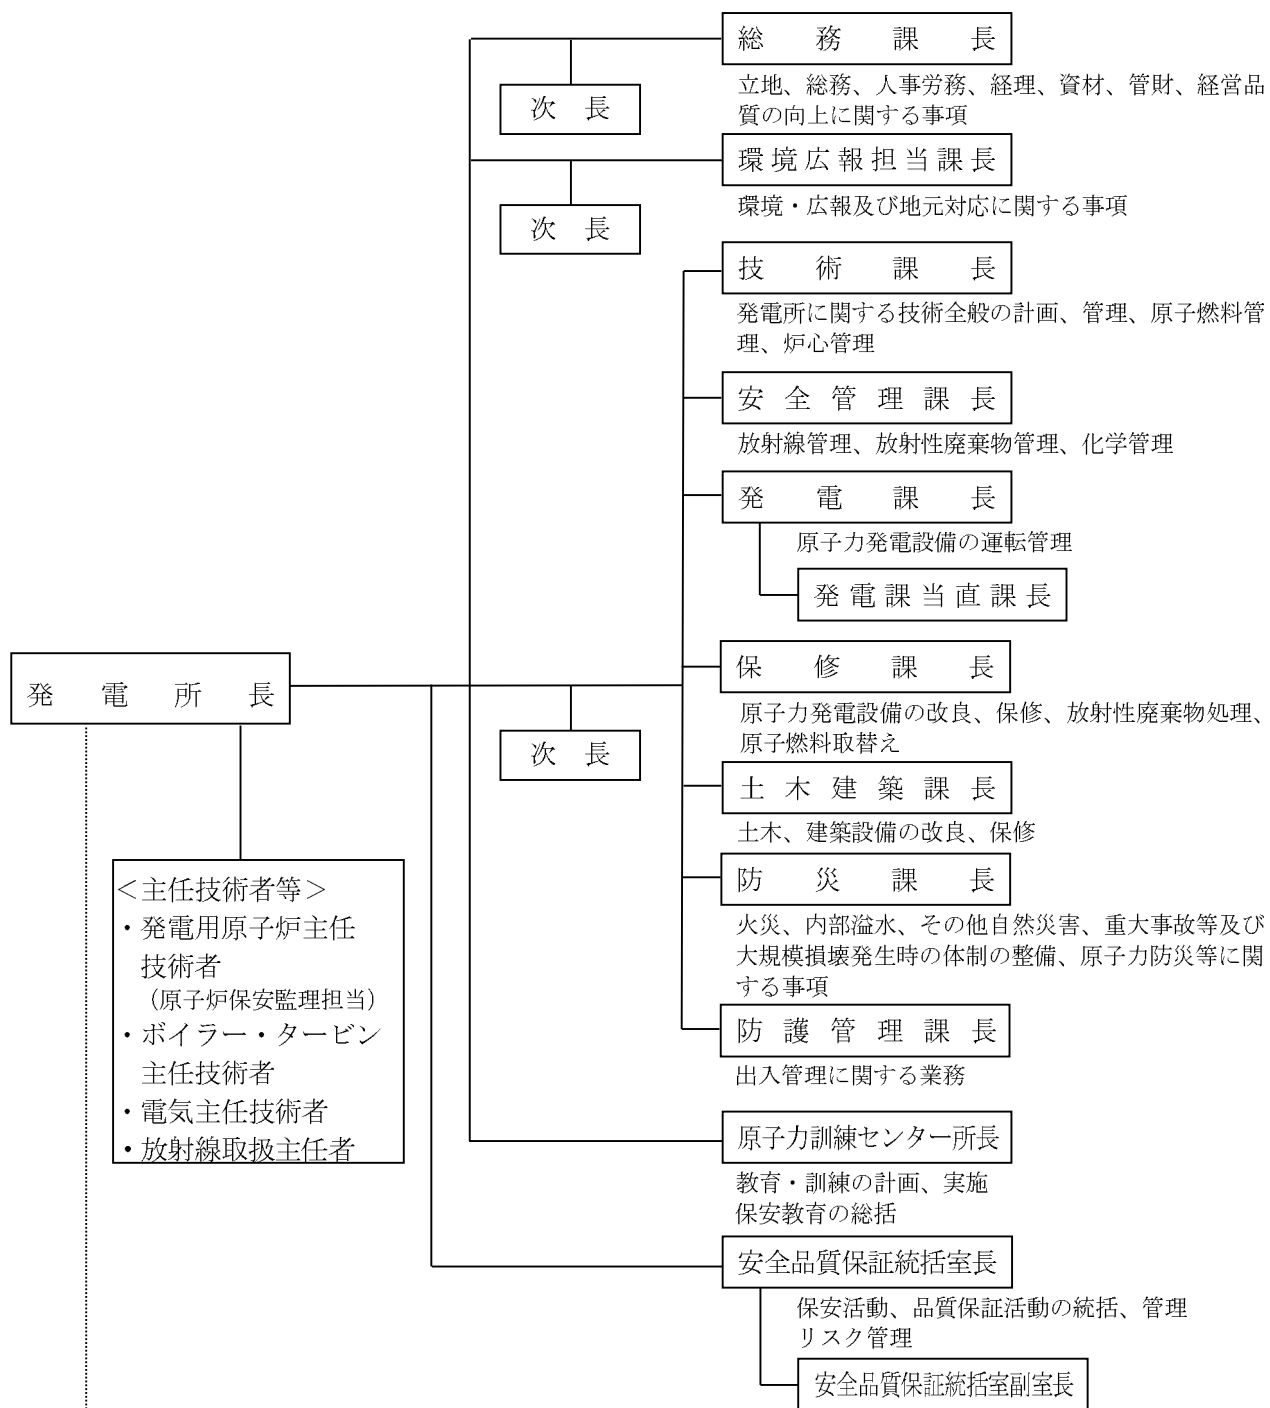 総務課長
立地、総務、人事労務、経理、資材、管財、経営品
質の向上に関する事項
次長
環境広報担当課長
環境・広報及び地元対応に関する事項
次長
技術課長
発電所に関する技術全般の計画、管理、原子燃料管
理、炉心管理
安全管理課長
放射線管理、放射性廃棄物管理、化学管理
発電課長
原子力発電設備の運転管理
発電課当直課長
発電所長
次長
保修課長
原子力発電設備の改良、保修、放射性廃棄物処理、
原子燃料取替え
土木建築課長
土木、建築設備の改良、保修
防災課長
火災、内部溢水、その他自然災害、重大事故等及び
大規模損壊発生時の体制の整備、原子力防災等に関
する事項
防護管理課長
出入管理に関する業務
<主任技術者等>
・発電用原子炉主任
技術者
（原子炉保安監理担当）
・ボイラー・タービン
主任技術者
・電気主任技術者
・放射線取扱主任者
原子力訓練センター所長
教育・訓練の計画、実施
保安教育の総括
安全品質保証統括室長
保安活動、品質保証活動の統括、管理
リスク管理
安全品質保証統括室副室長